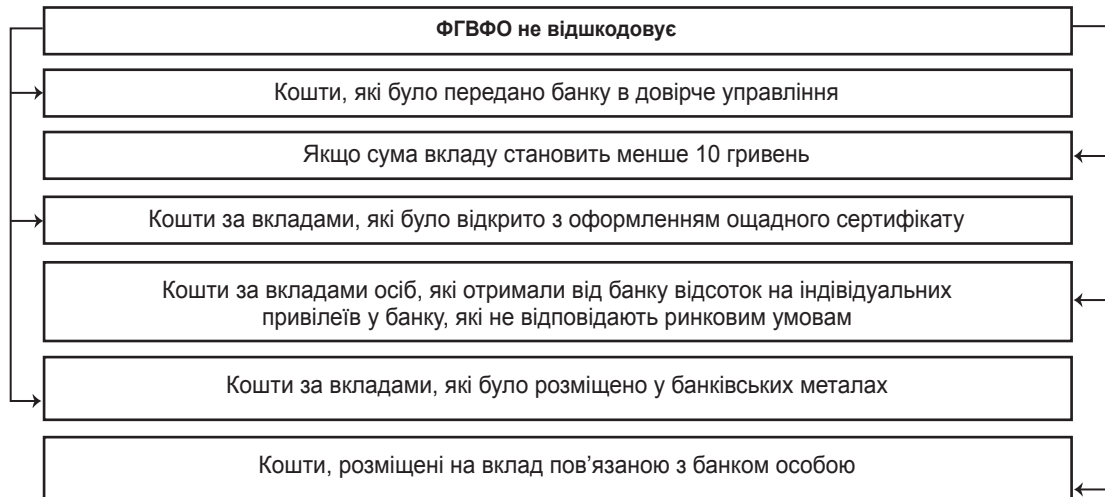 ФГВФО не відшкодовує
Кошти, які було передано банку в довірче управління
Якщо сума вкладу становить менше 10 гривень
Кошти за вкладами, які було відкрито з оформленням ощадного сертифікату
Кошти за вкладами осіб, які отримали від банку відсоток на індивідуальних
привілеїв у банку, які не відповідають ринковим умовам
Кошти за вкладами, які було розміщено у банківських металах
Кошти, розміщені на вклад пов’язаною з банком особою